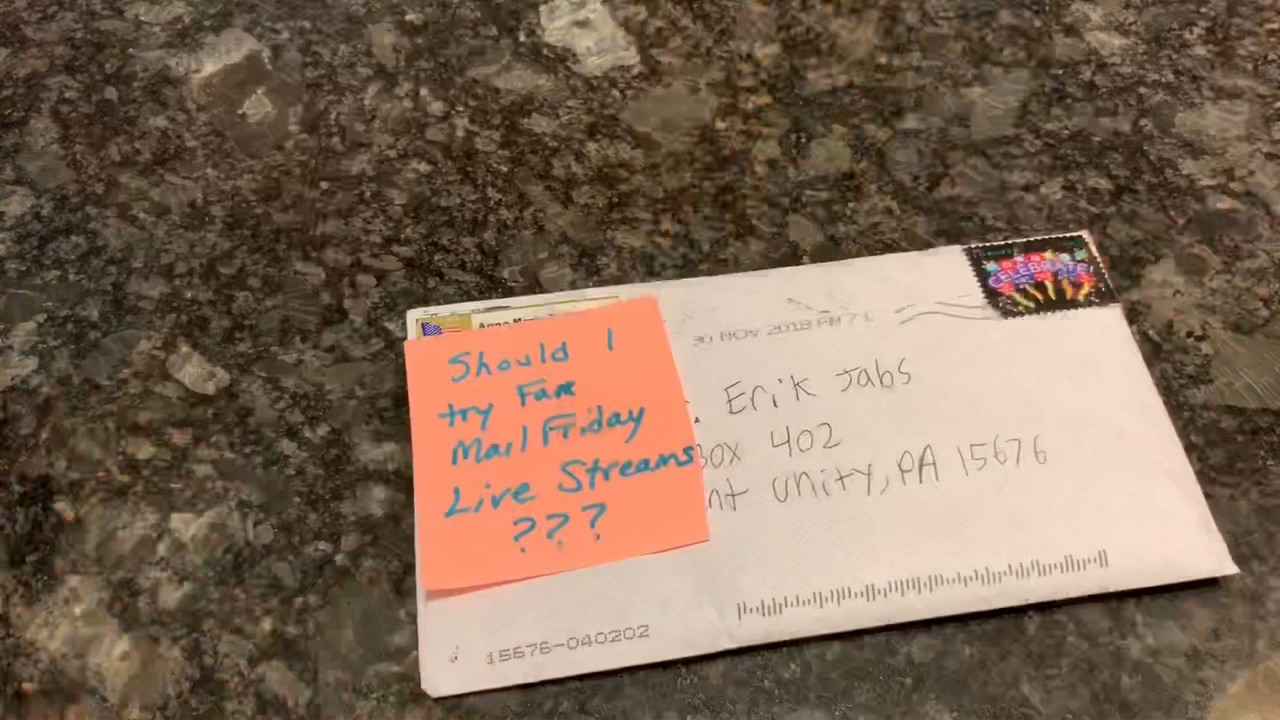 Should I
try Fan
Mail Friday
Live Streams
???
30 NOV 2018 PM 7 L
CELEBRATE!
Erik Jabs
Box 402
unity, PA 15676
15676-040202